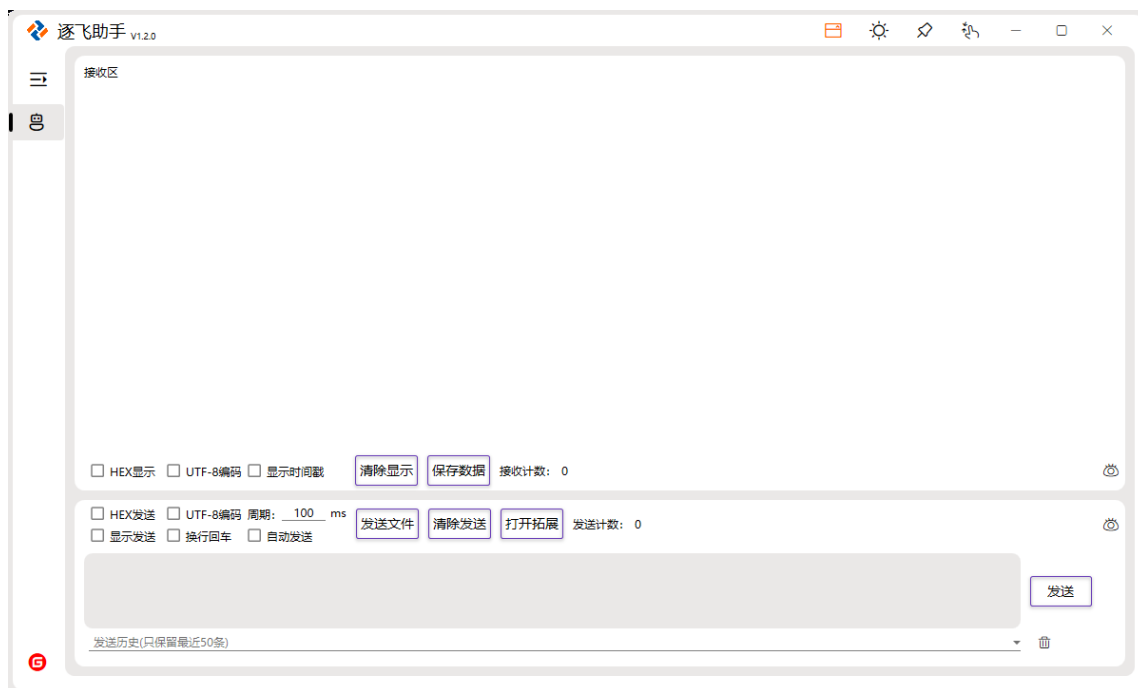 逐飞助手 V1.2.0
接收区
HEX显示 UTF-8编码 显示时间戳 清除显示 保存数据 接收计数： 0
HEX发送 UTF-8编码 周期： 100 ms
显示发送 换行回车 自动发送
发送文件 清除发送 打开拓展 发送计数： 0
发送
发送历史(只保留最近50条)
G